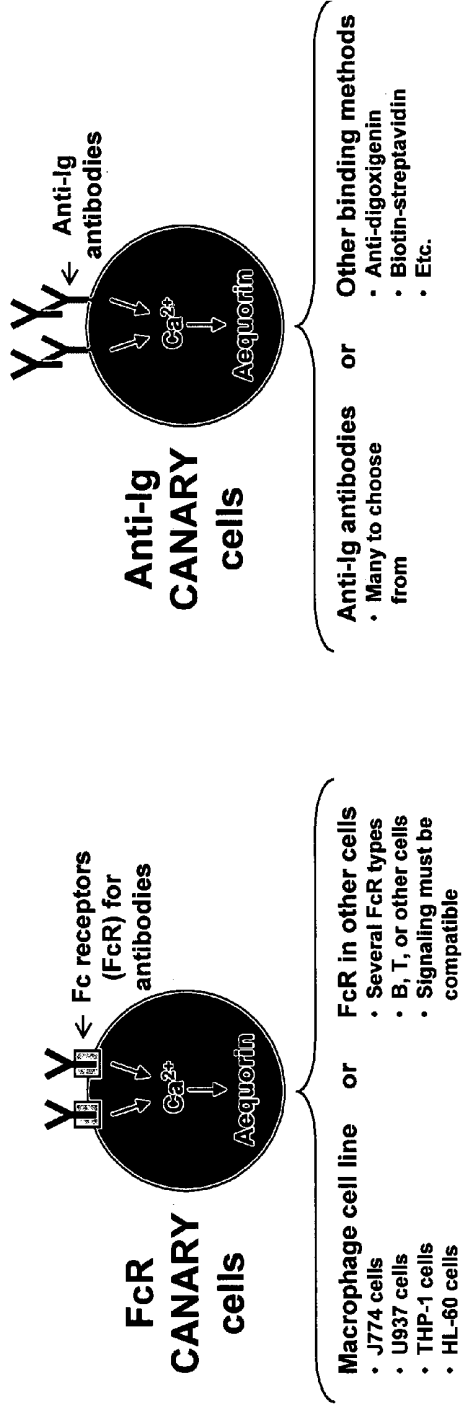 FcR
CANARY
cells
← Fc receptors
(FcR) for
antibodies
Ca2+
Aequorin
Macrophage cell line
• J774 cells
• U937 cells
• THP-1 cells
• HL-60 cells
or
FcR in other cells
• Several FcR types
• B, T, or other cells
• Signaling must be
compatible
Anti-Ig
CANARY
cells
← Anti-Ig
antibodies
Ca2+
Aequorin
Anti-Ig antibodies
• Many to choose
from
or
Other binding methods
• Anti-digoxigenin
• Biotin-streptavidin
• Etc.